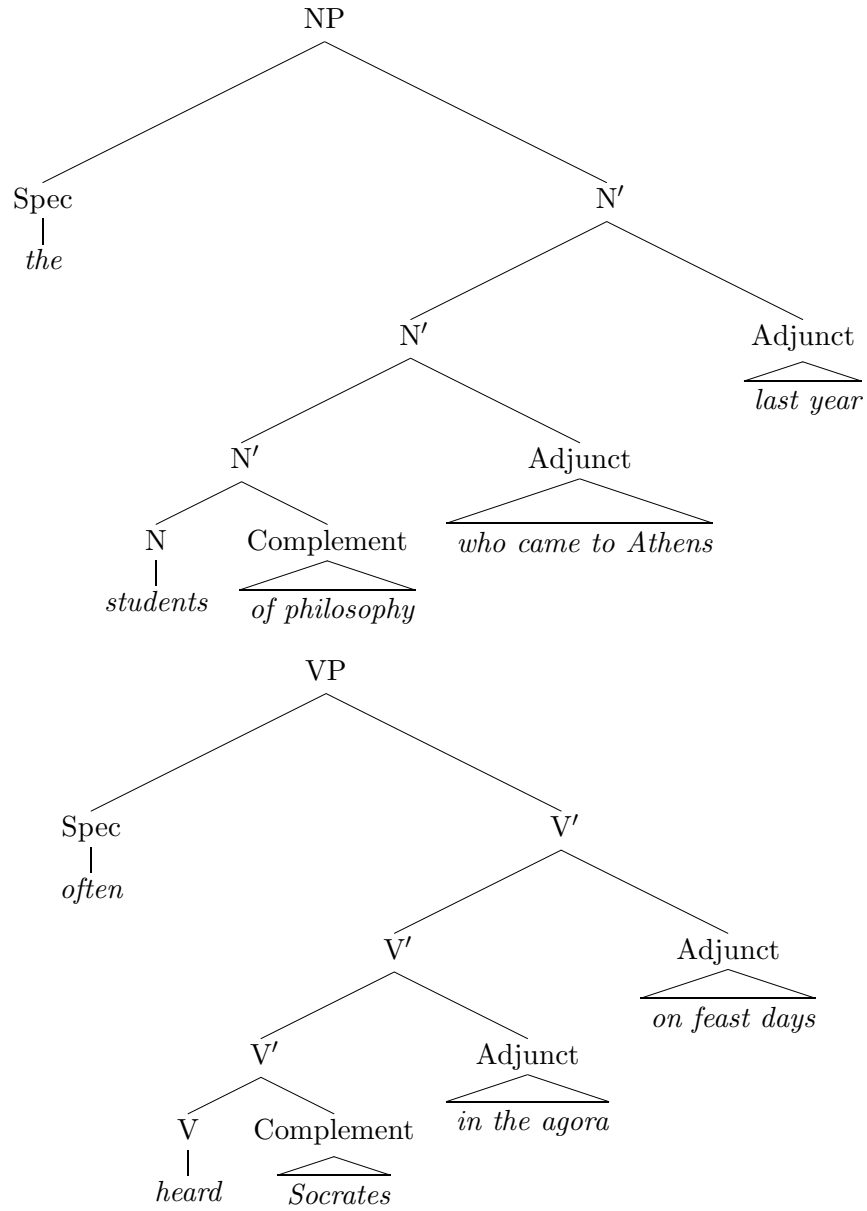 NP
Spec N′
the
N′ Adjunct
last year
N′ Adjunct
who came to Athens
N Complement
students of philosophy
VP
Spec V′
often
V′ Adjunct
on feast days
V′ Adjunct
in the agora
V Complement
heard Socrates